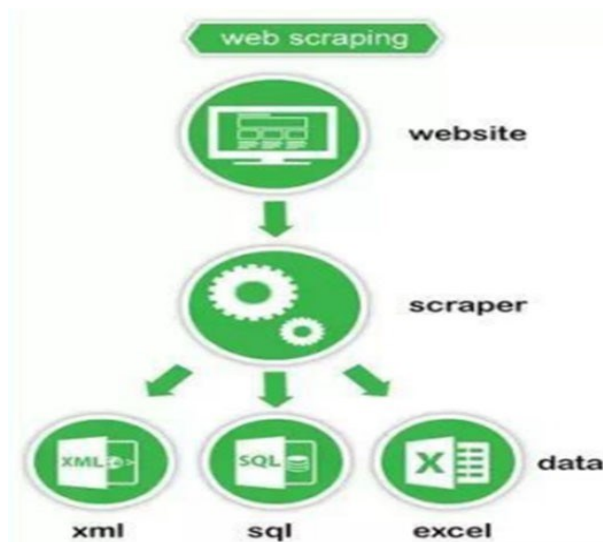 web scraping
website
scraper
XML
SQL
X
data
xml
sql
excel